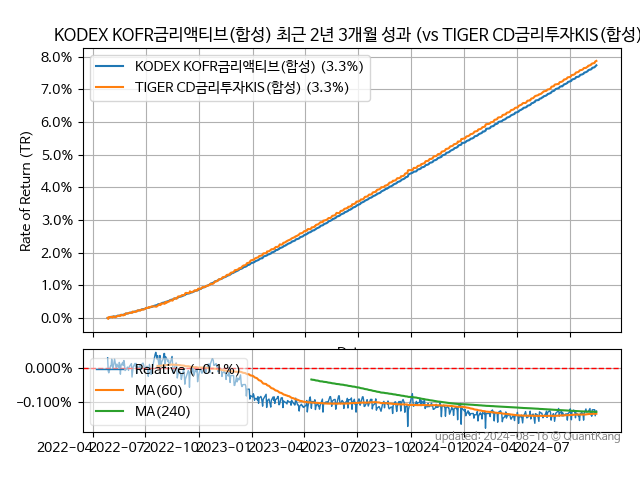 KODEX KOFR금리액티브(합성) 최근 2년 3개월 성과 (vs TIGER CD금리투자KIS(합성)
8.0%
7.0%
6.0%
5.0%
4.0%
3.0%
2.0%
1.0%
0.0%
Rate of Return (TR)
KODEX KOFR금리액티브(합성) (3.3%)
TIGER CD금리투자KIS(합성) (3.3%)
0.000%
−0.100%
Relative (−0.1%)
MA(60)
MA(240)
updated: 2024-08-16 © QuantKang
2022-04 2022-07 2022-10 2023-01 2023-04 2023-07 2023-10 2024-01 2024-04 2024-07